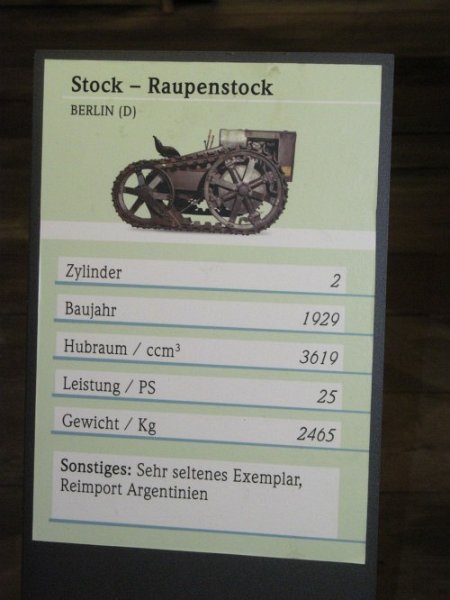 Stock – Raupenstock
BERLIN (D)
Zylinder 2
Baujahr 1929
Hubraum / ccm³ 3619
Leistung / PS 25
Gewicht / Kg 2465
Sonstiges: Sehr seltenes Exemplar,
Reimport Argentinien